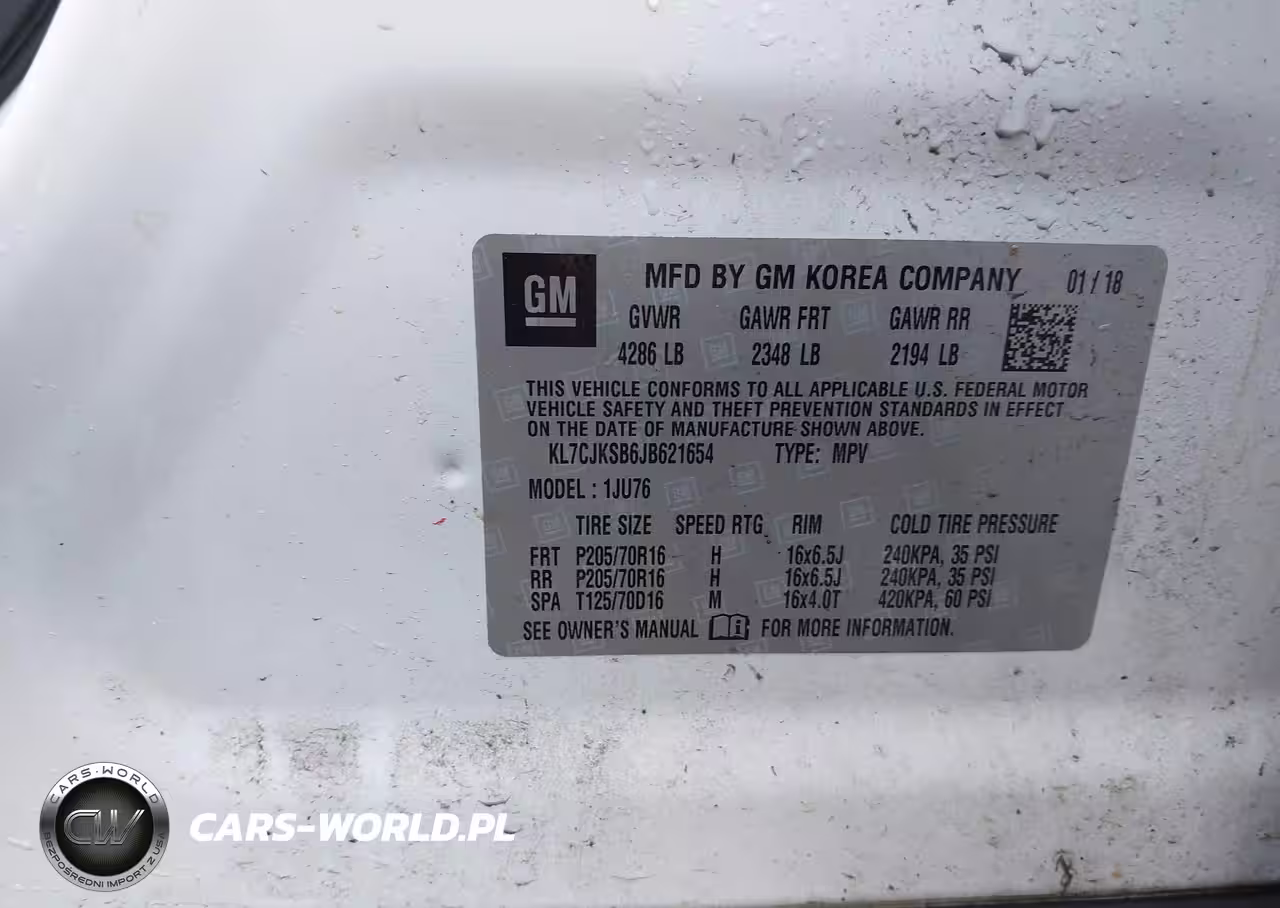 GM
MFD BY GM KOREA COMPANY 01 / 18
GVWR GAWR FRT GAWR RR
4286 LB 2348 LB 2194 LB
THIS VEHICLE CONFORMS TO ALL APPLICABLE U.S. FEDERAL MOTOR
VEHICLE SAFETY AND THEFT PREVENTION STANDARDS IN EFFECT
ON THE DATE OF MANUFACTURE SHOWN ABOVE.
KL7CJKSB6JB621654 TYPE: MPV
MODEL : 1JU76
TIRE SIZE SPEED RTG RIM COLD TIRE PRESSURE
FRT P205/70R16 H 16x6.5J 240KPA, 35 PSI
RR P205/70R16 H 16x6.5J 240KPA, 35 PSI
SPA T125/70D16 M 16x4.0T 420KPA, 60 PSI
SEE OWNER'S MANUAL FOR MORE INFORMATION.
CARS-WORLD
CW
BEZPOŚREDNI IMPORT Z USA
CARS-WORLD.PL